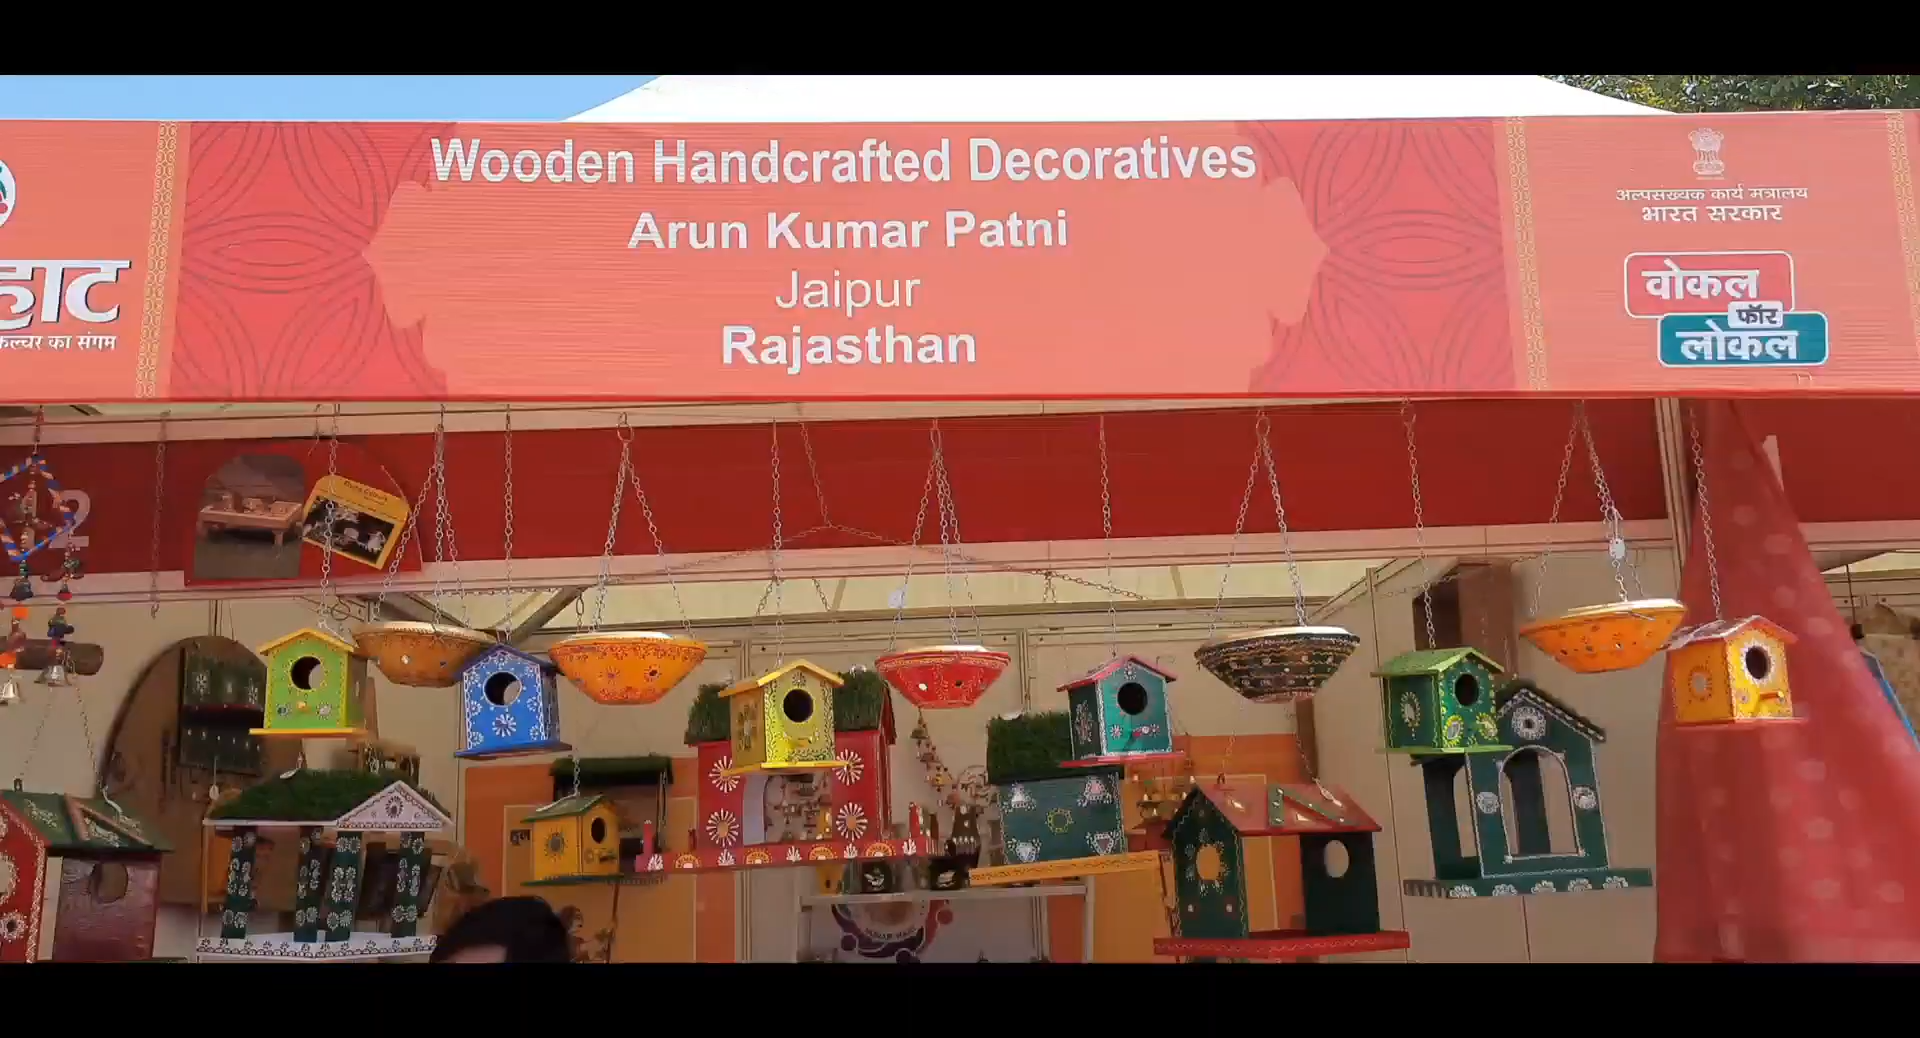 Wooden Handcrafted Decoratives
Arun Kumar Patni
Jaipur
Rajasthan
हाट
कल्चर का संगम
अल्पसंख्यक कार्य मंत्रालय
भारत सरकार
वोकल
फॉर
लोकल
2